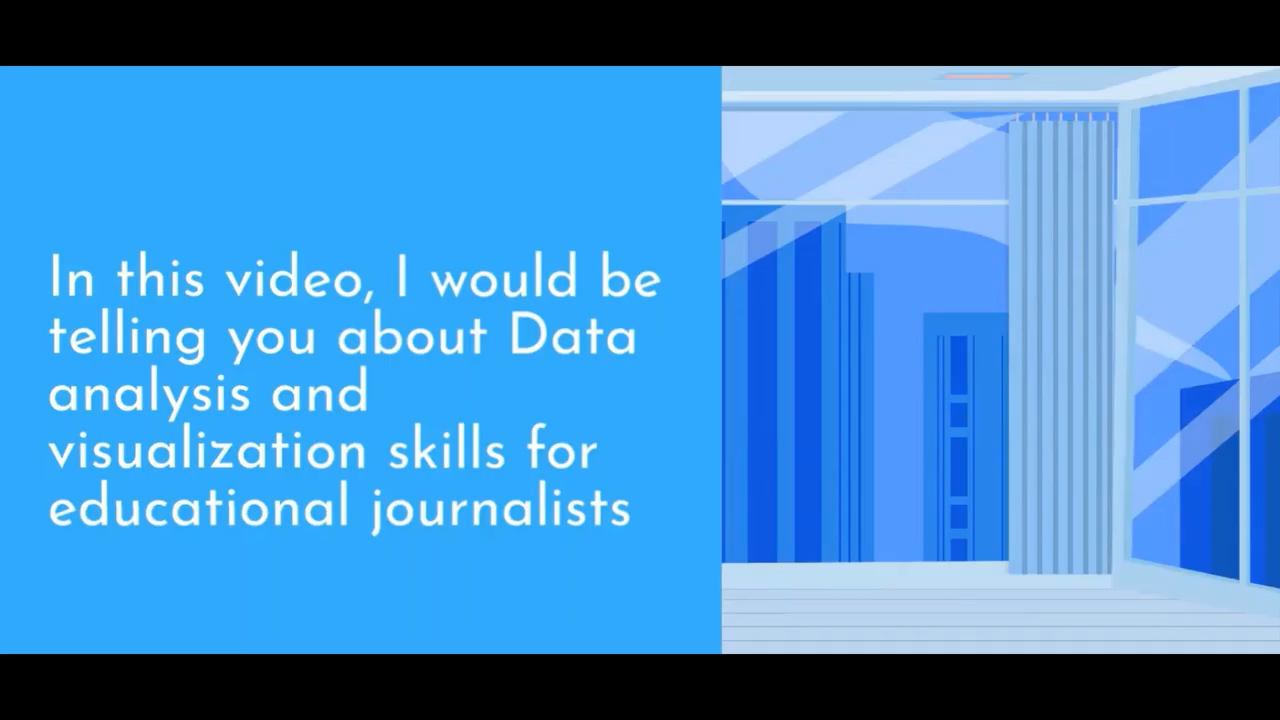 In this video, I would be
telling you about Data
analysis and
visualization skills for
educational journalists